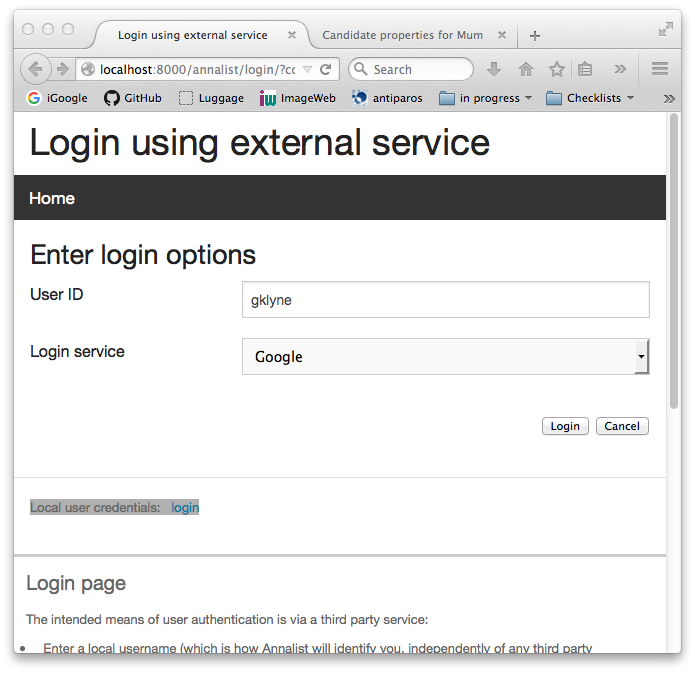 Login using external service
Candidate properties for Mum
localhost:8000/annalist/login/?cc
Search
iGoogle
GitHub
Luggage
ImageWeb
antiparos
in progress
Checklists
Login using external service
Home
Enter login options
User ID
gklyne
Login service
Google
Login
Cancel
Local user credentials: login
Login page
The intended means of user authentication is via a third party service:
Enter a local username (which is how Annalist will identify you, independently of any third party